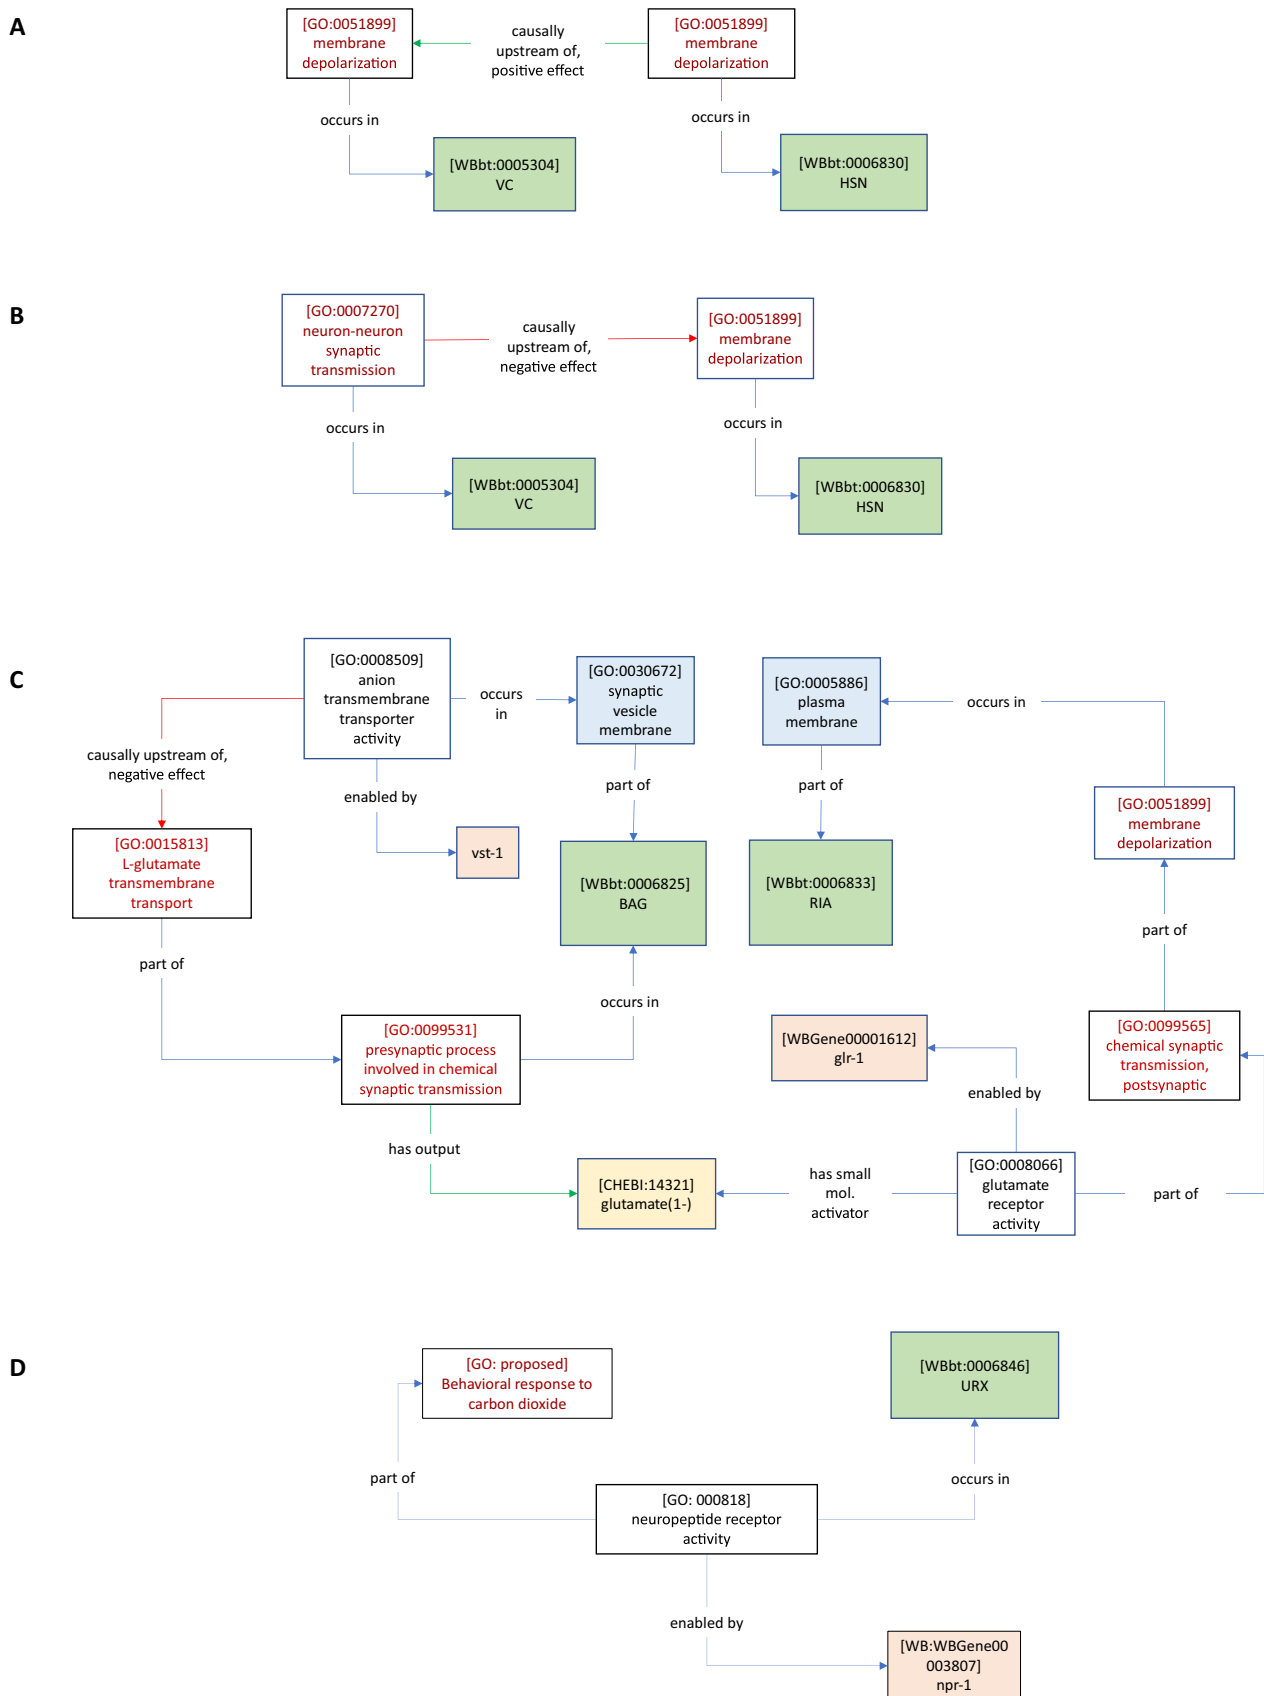 A
[GO:0051899]
membrane
depolarization
causally
upstream of,
positive effect
[GO:0051899]
membrane
depolarization
occurs in
occurs in
[WBbt:0005304]
VC
[WBbt:0006830]
HSN
B
[GO:0007270]
neuron-neuron
synaptic
transmission
causally
upstream of,
negative effect
[GO:0051899]
membrane
depolarization
occurs in
occurs in
[WBbt:0005304]
VC
[WBbt:0006830]
HSN
C
[GO:0008509]
anion
transmembrane
transporter
activity
occurs
in
[GO:0030672]
synaptic
vesicle
membrane
[GO:0005886]
plasma
membrane
occurs in
causally upstream of,
negative effect
enabled by
part of
part of
[GO:0051899]
membrane
depolarization
[GO:0015813]
L-glutamate
transmembrane
transport
vst-1
[WBbt:0006825]
BAG
[WBbt:0006833]
RIA
part of
part of
occurs in
[GO:0099531]
presynaptic process
involved in chemical
synaptic transmission
[WBGene00001612]
glr-1
[GO:0099565]
chemical synaptic
transmission,
postsynaptic
enabled by
has output
[CHEBI:14321]
glutamate(1-)
has small
mol.
activator
[GO:0008066]
glutamate
receptor
activity
part of
D
[GO: proposed]
Behavioral response to
carbon dioxide
[WBbt:0006846]
URX
part of
occurs in
[GO: 000818]
neuropeptide receptor
activity
enabled by
[WB:WBGene00
003807]
npr-1